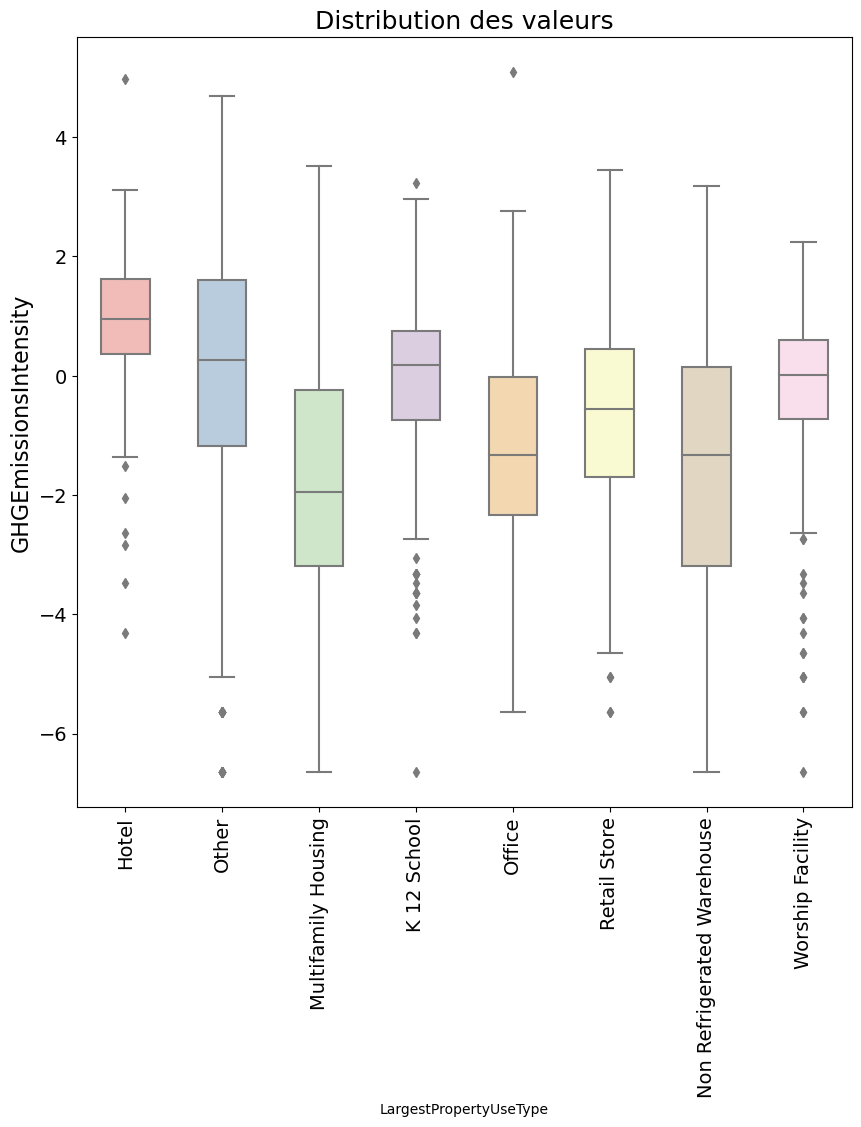 Distribution des valeurs
GHGEmissionsIntensity
4
2
0
−2
−4
−6
Hotel
Other
Multifamily Housing
K 12 School
Office
Retail Store
Non Refrigerated Warehouse
Worship Facility
LargestPropertyUseType